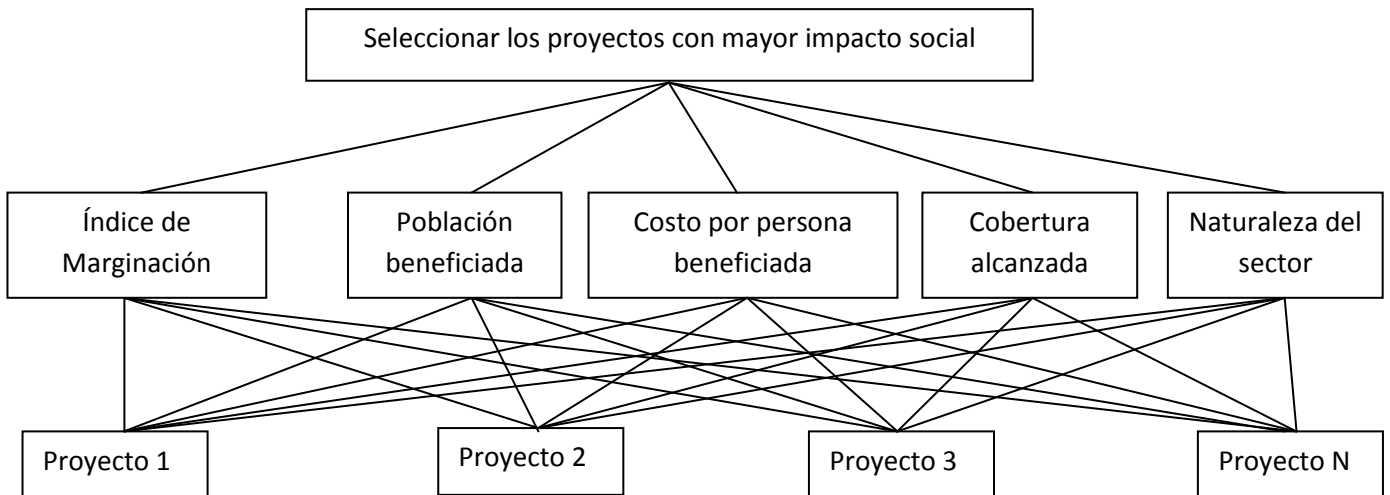 Seleccionar los proyectos con mayor impacto social
Índice de
Marginación
Población
beneficiada
Costo por persona
beneficiada
Cobertura
alcanzada
Naturaleza del
sector
Proyecto 1
Proyecto 2
Proyecto 3
Proyecto N